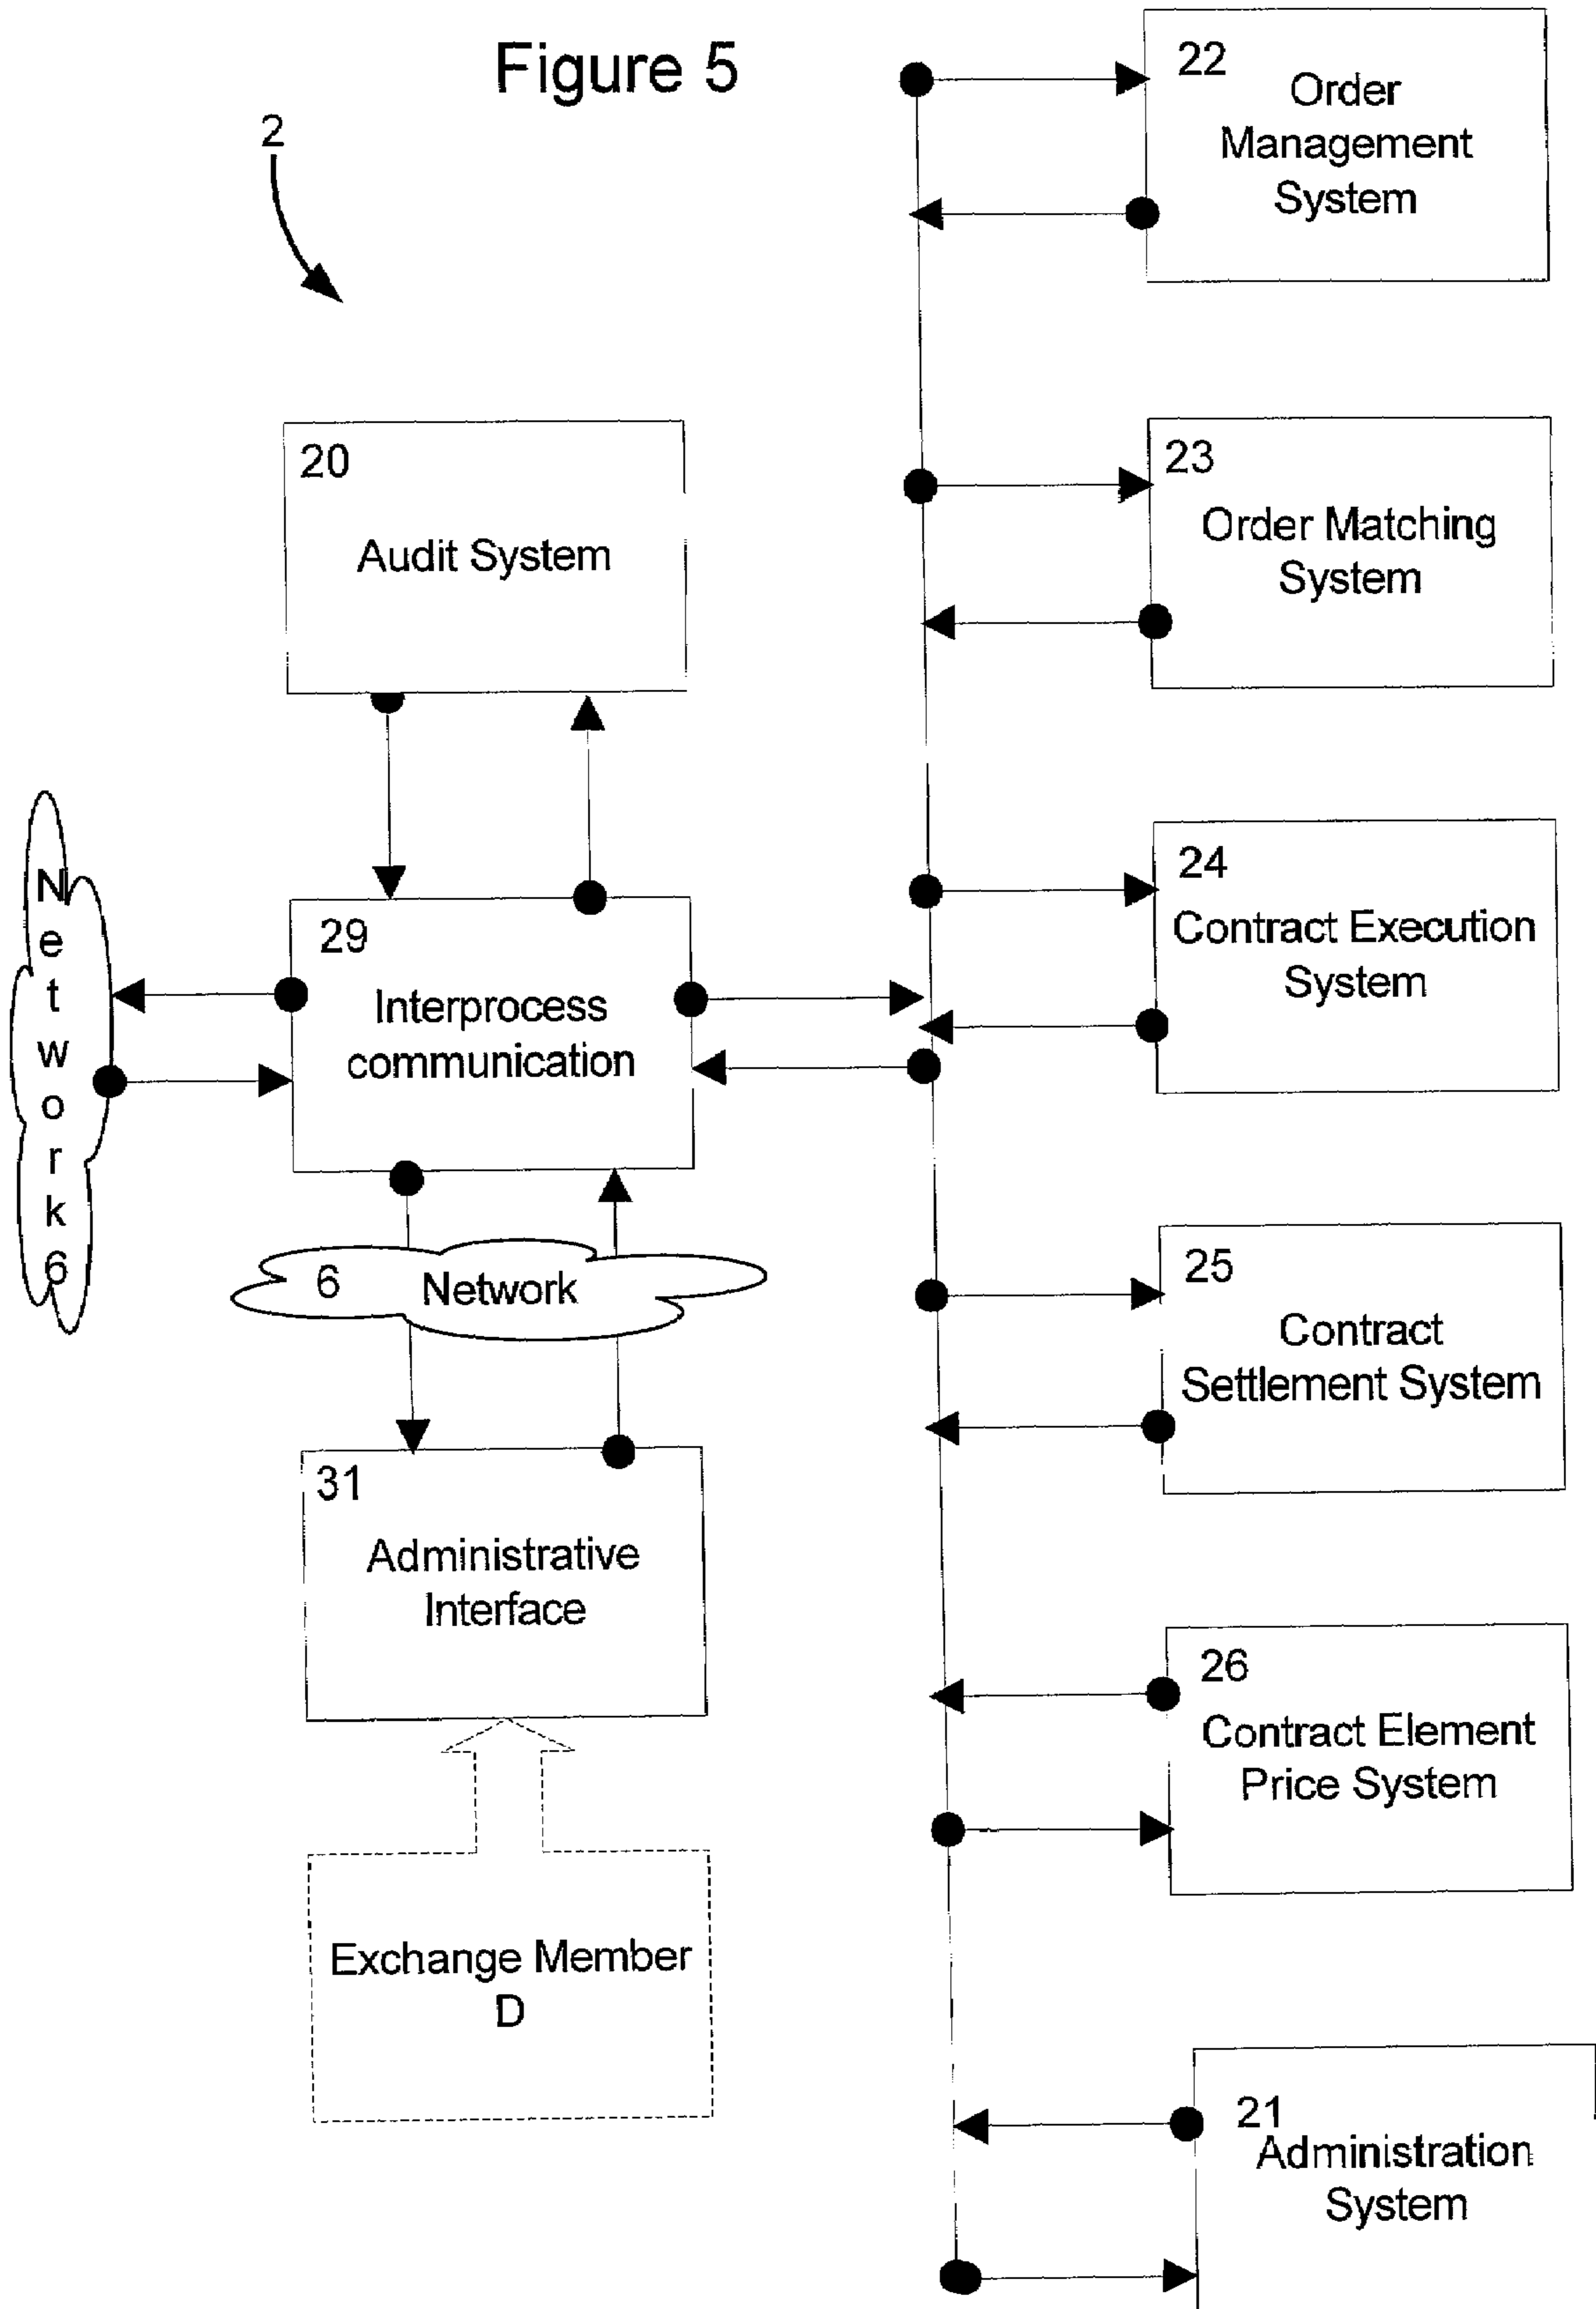 Figure 5
2
22
Order
Management
System
20
Audit System
23
Order Matching
System
Network6
29
Interprocess
communication
24
Contract Execution
System
6 Network
25
Contract
Settlement System
31
Administrative
Interface
26
Contract Element
Price System
Exchange Member
D
21
Administration
System